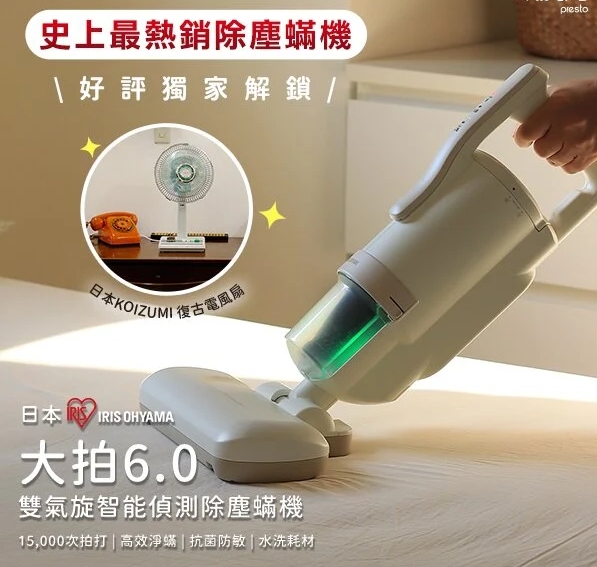 piesto
史上最熱銷除塵蟎機
\ 好評獨家解鎖 /
日本KOIZUMI 復古電風扇
日本 IRIS IRIS OHYAMA
大拍6.0
雙氣旋智能偵測除塵蟎機
15,000次拍打 | 高效淨蟎 | 抗菌防敏 | 水洗耗材